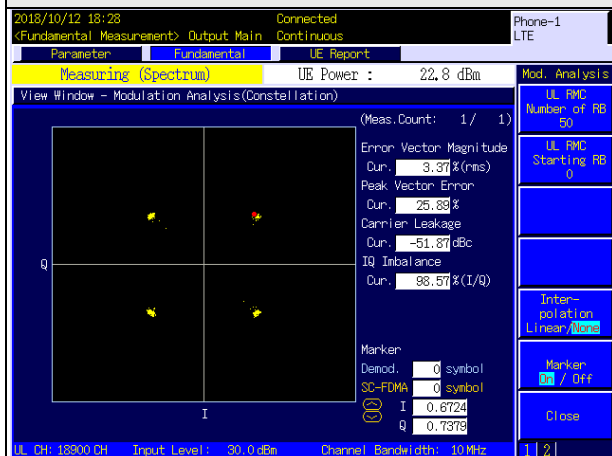 2018/10/12 18:28 Connected Phone-1
<Fundamental Measurement> Output Main Continuous LTE
Parameter Fundamental UE Report
Measuring (Spectrum) UE Power : 22.8 dBm Mod. Analysis
View Window - Modulation Analysis(Constellation)
UL RMC
Number of RB
50
(Meas.Count: 1/ 1)
Error Vector Magnitude
Cur. 3.37 %(rms)
Peak Vector Error
Cur. 25.89 %
Carrier Leakage
Cur. -51.87 dBc
IQ Imbalance
Cur. 98.57 %(I/Q)
UL RMC
Starting RB
0
Q
I
Inter-
polation
Linear/None
Marker
Demod. 0 symbol
SC-FDMA 0 symbol
I 0.6724
Q 0.7379
Marker
On / Off
Close
UL CH: 18900 CH Input Level: 30.0 dBm Channel Bandwidth: 10 MHz 1 2